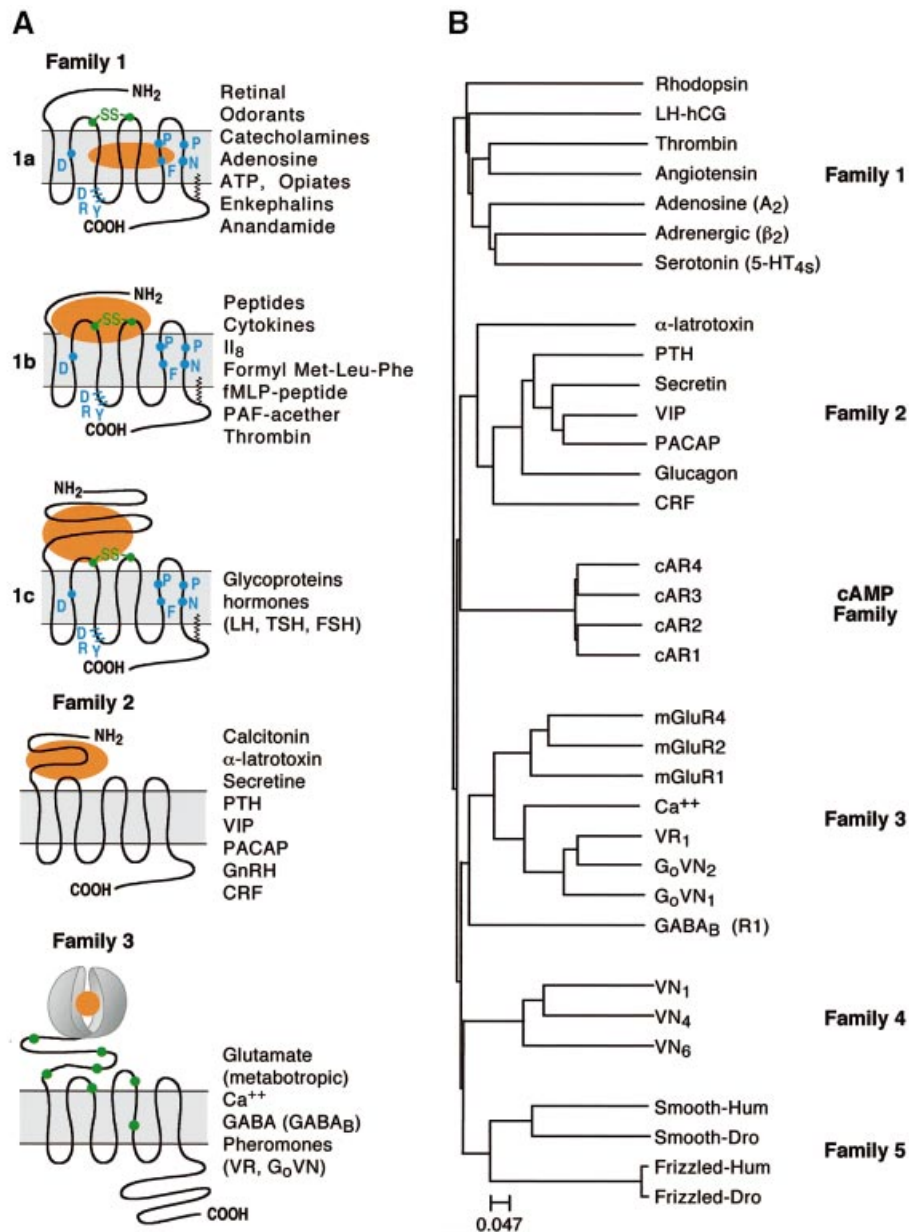 A
Family 1
NH2
SS
1a
D
P
P
F
N
D
R
Y
COOH
Retinal
Odorants
Catecholamines
Adenosine
ATP, Opiates
Enkephalins
Anandamide
NH2
SS
1b
D
P
P
F
N
D
R
Y
COOH
Peptides
Cytokines
Il8
Formyl Met-Leu-Phe
fMLP-peptide
PAF-acether
Thrombin
NH2
SS
1c
D
P
P
F
N
D
R
Y
COOH
Glycoproteins
hormones
(LH, TSH, FSH)
Family 2
NH2
COOH
Calcitonin
α-latrotoxin
Secretine
PTH
VIP
PACAP
GnRH
CRF
Family 3
Glutamate
(metabotropic)
Ca++
GABA (GABAB)
Pheromones
(VR, GoVN)
COOH
B
Rhodopsin
LH-hCG
Thrombin
Angiotensin
Adenosine (A2)
Adrenergic (β2)
Serotonin (5-HT4s)
Family 1
α-latrotoxin
PTH
Secretin
VIP
PACAP
Glucagon
CRF
Family 2
cAR4
cAR3
cAR2
cAR1
cAMP
Family
mGluR4
mGluR2
mGluR1
Ca++
VR1
GoVN2
GoVN1
GABAB (R1)
Family 3
VN1
VN4
VN6
Family 4
Smooth-Hum
Smooth-Dro
Frizzled-Hum
Frizzled-Dro
Family 5
0.047